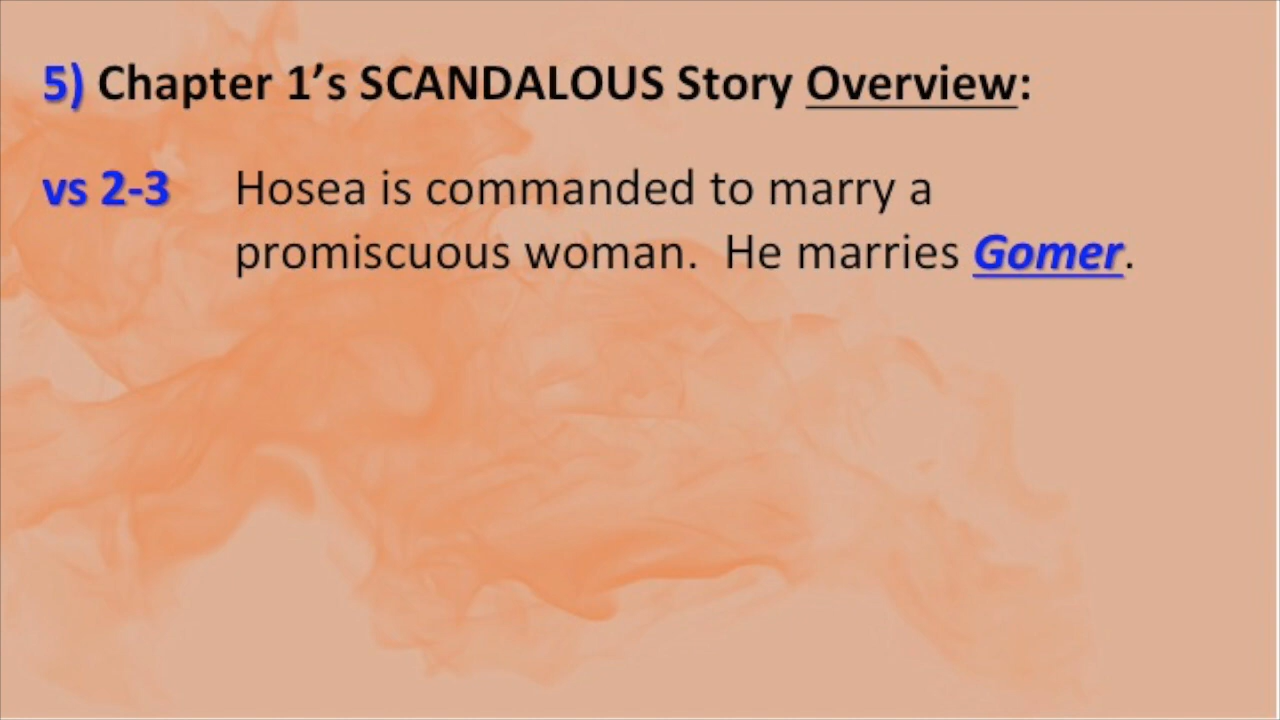 5) Chapter 1’s SCANDALOUS Story Overview:
vs 2-3 Hosea is commanded to marry a
promiscuous woman. He marries Gomer.